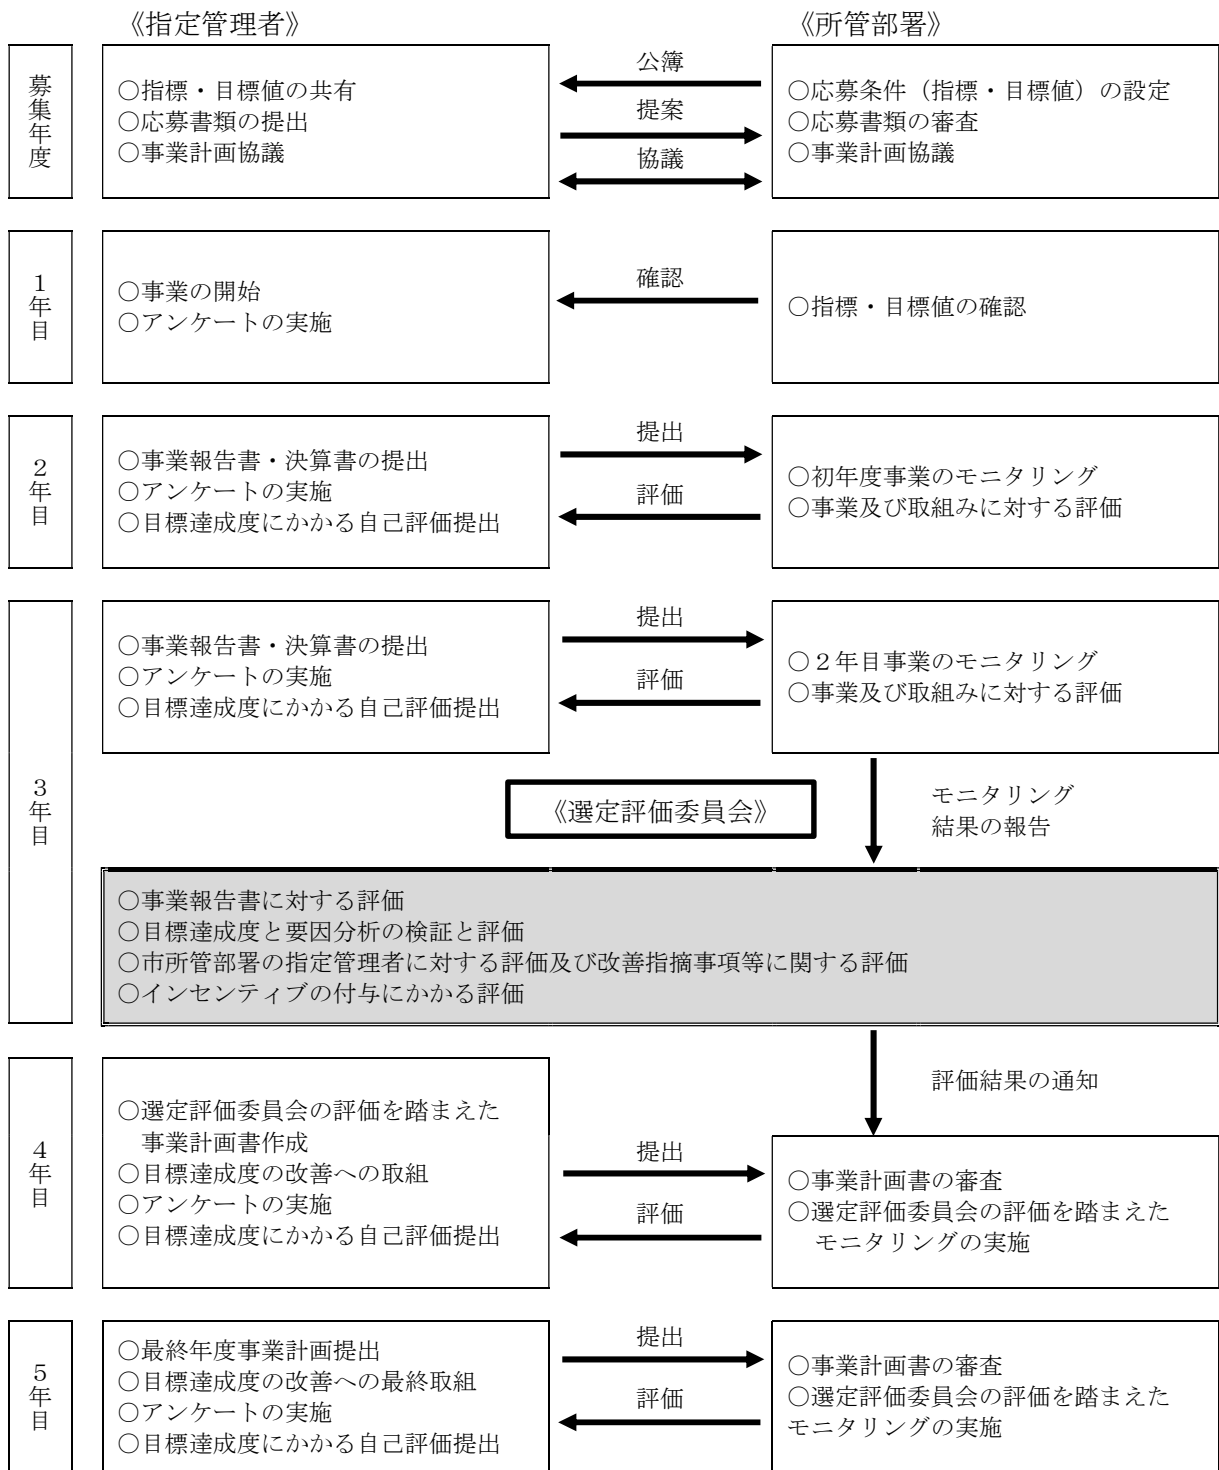 《指定管理者》
《所管部署》
募集年度
○指標・目標値の共有
○応募書類の提出
○事業計画協議
公簿
提案
協議
○応募条件（指標・目標値）の設定
○応募書類の審査
○事業計画協議
１年目
○事業の開始
○アンケートの実施
確認
○指標・目標値の確認
２年目
○事業報告書・決算書の提出
○アンケートの実施
○目標達成度にかかる自己評価提出
提出
評価
○初年度事業のモニタリング
○事業及び取組みに対する評価
３年目
○事業報告書・決算書の提出
○アンケートの実施
○目標達成度にかかる自己評価提出
提出
評価
○２年目事業のモニタリング
○事業及び取組みに対する評価
《選定評価委員会》
モニタリング
結果の報告
○事業報告書に対する評価
○目標達成度と要因分析の検証と評価
○市所管部署の指定管理者に対する評価及び改善指摘事項等に関する評価
○インセンティブの付与にかかる評価
評価結果の通知
４年目
○選定評価委員会の評価を踏まえた
事業計画書作成
○目標達成度の改善への取組
○アンケートの実施
○目標達成度にかかる自己評価提出
提出
評価
○事業計画書の審査
○選定評価委員会の評価を踏まえた
モニタリングの実施
５年目
○最終年度事業計画提出
○目標達成度の改善への最終取組
○アンケートの実施
○目標達成度にかかる自己評価提出
提出
評価
○事業計画書の審査
○選定評価委員会の評価を踏まえた
モニタリングの実施